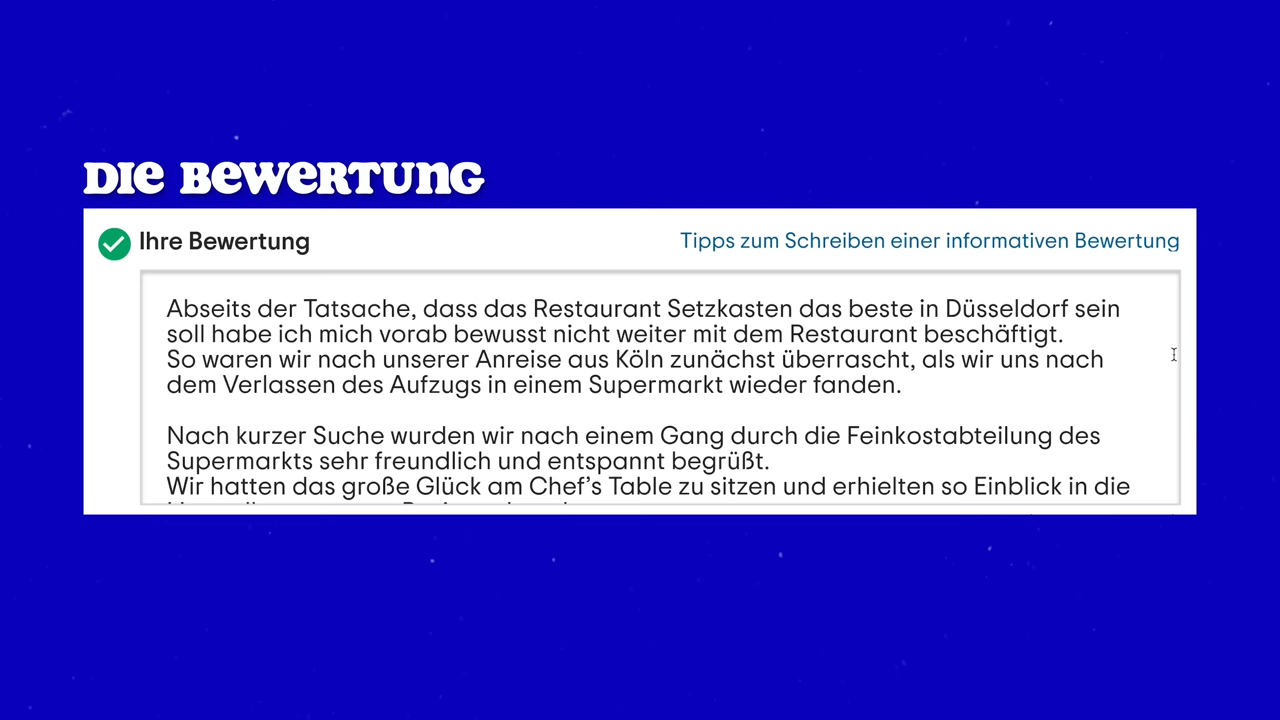 DIE BEWERTUNG
Ihre Bewertung
Tipps zum Schreiben einer informativen Bewertung
Abseits der Tatsache, dass das Restaurant Setzkasten das beste in Düsseldorf sein
soll habe ich mich vorab bewusst nicht weiter mit dem Restaurant beschäftigt.
So waren wir nach unserer Anreise aus Köln zunächst überrascht, als wir uns nach
dem Verlassen des Aufzugs in einem Supermarkt wieder fanden.
Nach kurzer Suche wurden wir nach einem Gang durch die Feinkostabteilung des
Supermarkts sehr freundlich und entspannt begrüßt.
Wir hatten das große Glück am Chef’s Table zu sitzen und erhielten so Einblick in die